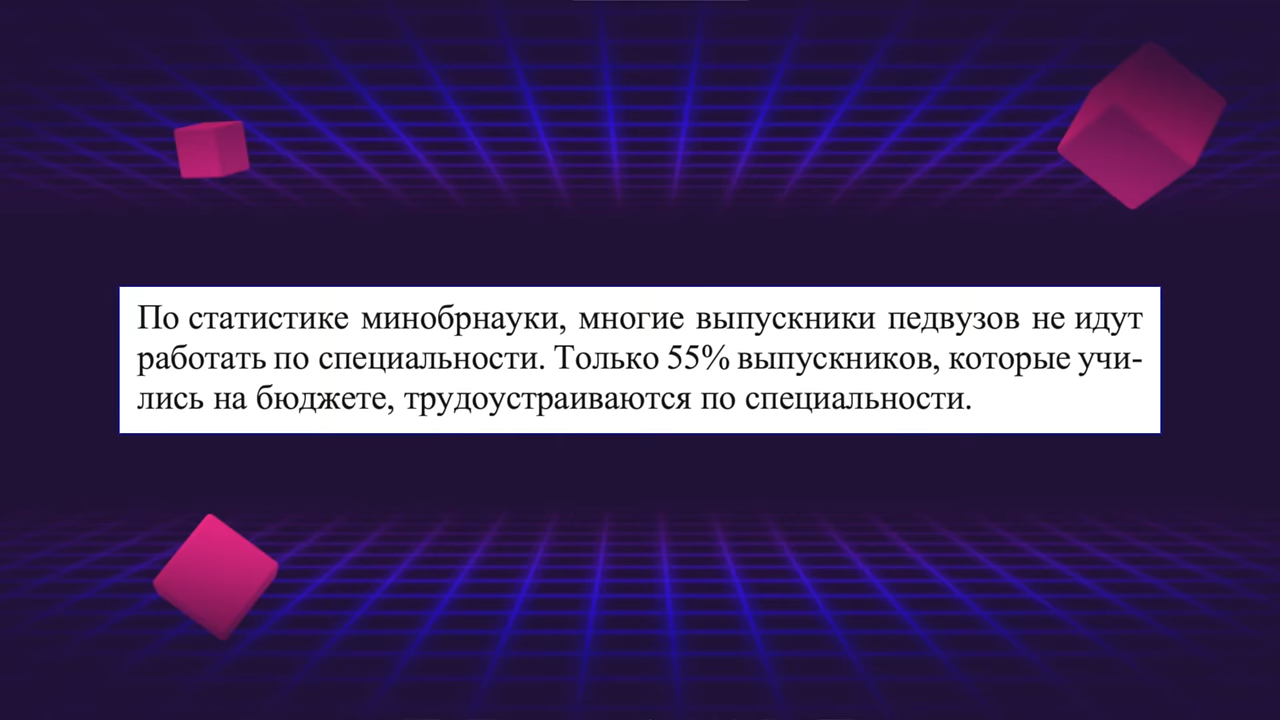 По статистике минобрнауки, многие выпускники педвузов не идут
работать по специальности. Только 55% выпускников, которые учи-
лись на бюджете, трудоустраиваются по специальности.